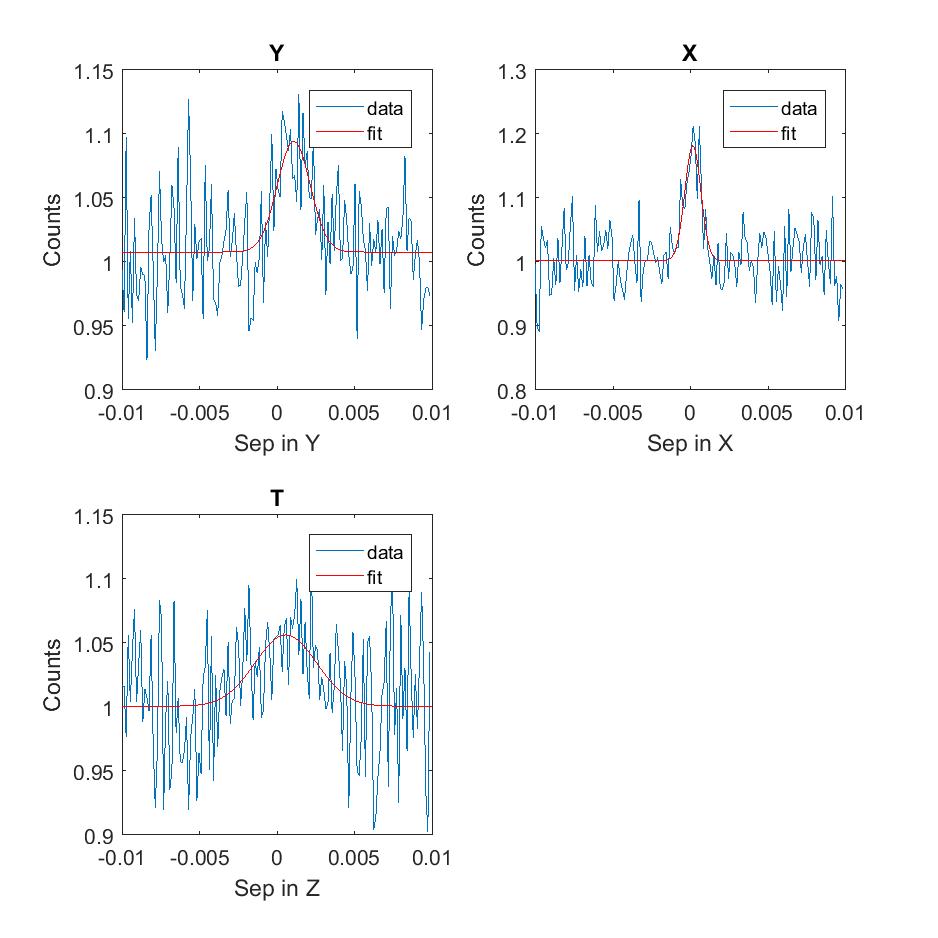 Y
1.15
1.1
1.05
1
0.95
0.9
Counts
data
fit
-0.01 -0.005 0 0.005 0.01
Sep in Y
X
1.3
1.2
1.1
1
0.9
0.8
Counts
data
fit
-0.01 -0.005 0 0.005 0.01
Sep in X
T
1.15
1.1
1.05
1
0.95
0.9
Counts
data
fit
-0.01 -0.005 0 0.005 0.01
Sep in Z